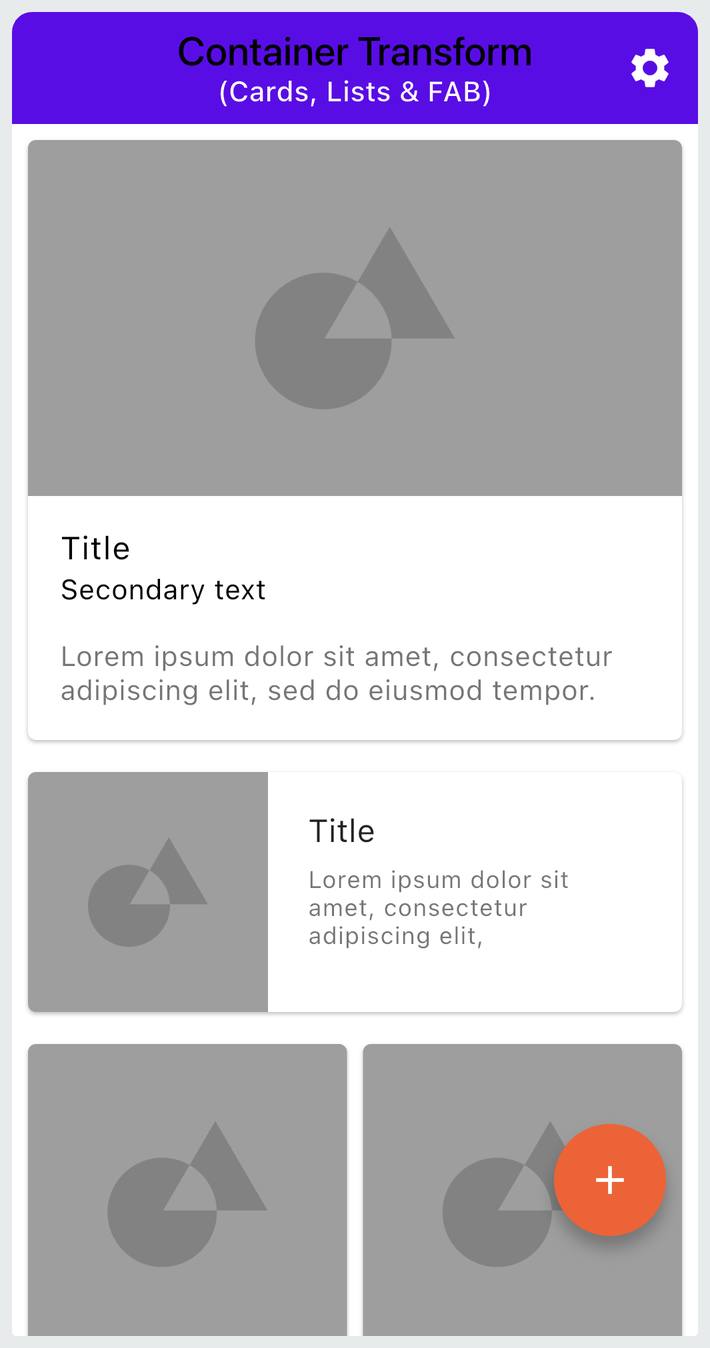 Container Transform
(Cards, Lists & FAB)
Title
Secondary text
Lorem ipsum dolor sit amet, consectetur
adipiscing elit, sed do eiusmod tempor.
Title
Lorem ipsum dolor sit
amet, consectetur
adipiscing elit,